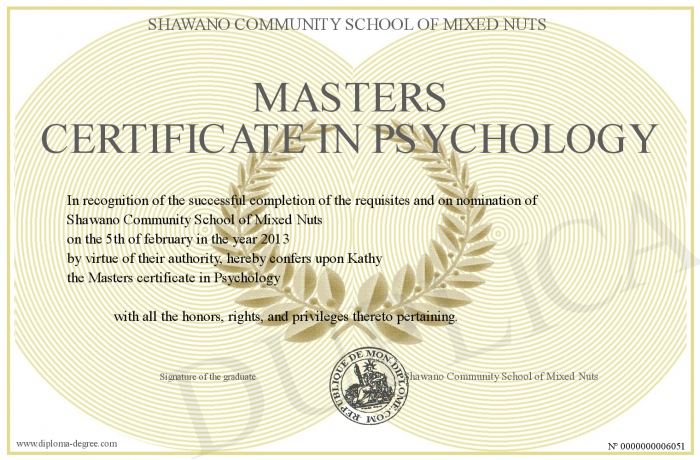 SHAWANO COMMUNITY SCHOOL OF MIXED NUTS
MASTERS
CERTIFICATE IN PSYCHOLOGY
In recognition of the successful completion of the requisites and on nomination of
Shawano Community School of Mixed Nuts
on the 5th of february in the year 2013
by virtue of their authority, hereby confers upon Kathy
the Masters certificate in Psychology
with all the honors, rights, and privileges thereto pertaining.
Signature of the graduate
Shawano Community School of Mixed Nuts
REPUBLIQUE DE MON-DIPLOME.COM
www.diploma-degree.com
Nº 0000000006051
DUPLICATA